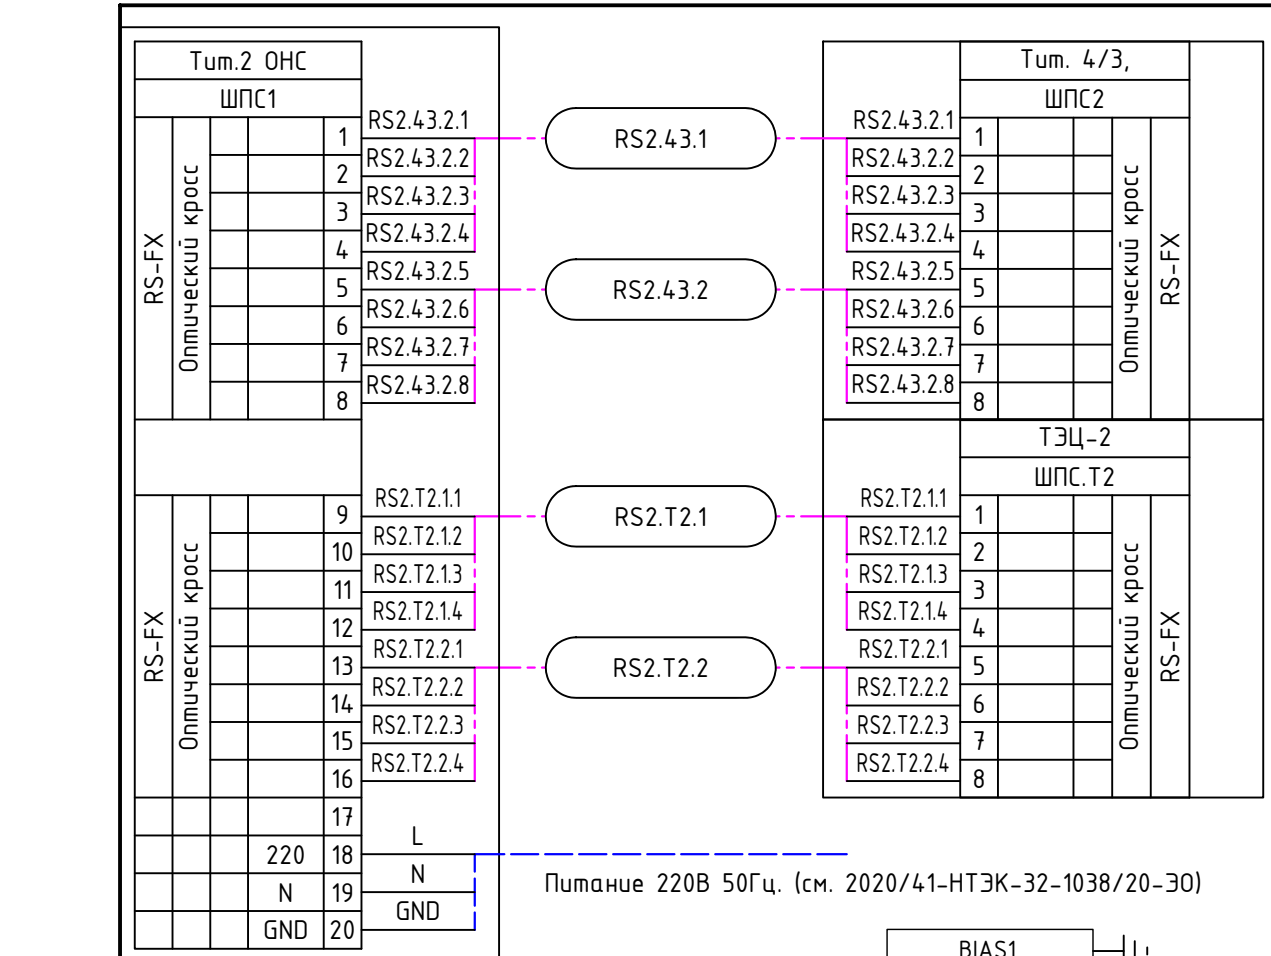 Тит.2 ОНС
ШПС1
RS-FX
Оптический кросс
1 RS2.43.2.1
2 RS2.43.2.2
3 RS2.43.2.3
4 RS2.43.2.4
5 RS2.43.2.5
6 RS2.43.2.6
7 RS2.43.2.7
8 RS2.43.2.8
RS-FX
Оптический кросс
9 RS2.T2.1.1
10 RS2.T2.1.2
11 RS2.T2.1.3
12 RS2.T2.1.4
13 RS2.T2.2.1
14 RS2.T2.2.2
15 RS2.T2.2.3
16 RS2.T2.2.4
17
220 18 L
N 19 N
GND 20 GND
RS2.43.1
RS2.43.2
RS2.T2.1
RS2.T2.2
Тит. 4/3,
ШПС2
RS2.43.2.1 1
RS2.43.2.2 2
RS2.43.2.3 3
RS2.43.2.4 4
RS2.43.2.5 5
RS2.43.2.6 6
RS2.43.2.7 7
RS2.43.2.8 8
Оптический кросс
RS-FX
ТЭЦ-2
ШПС.Т2
RS2.T2.1.1 1
RS2.T2.1.2 2
RS2.T2.1.3 3
RS2.T2.1.4 4
RS2.T2.2.1 5
RS2.T2.2.2 6
RS2.T2.2.3 7
RS2.T2.2.4 8
Оптический кросс
RS-FX
Питание 220В 50Гц. (см. 2020/41-НТЭК-32-1038/20-ЭО)
BIAS1